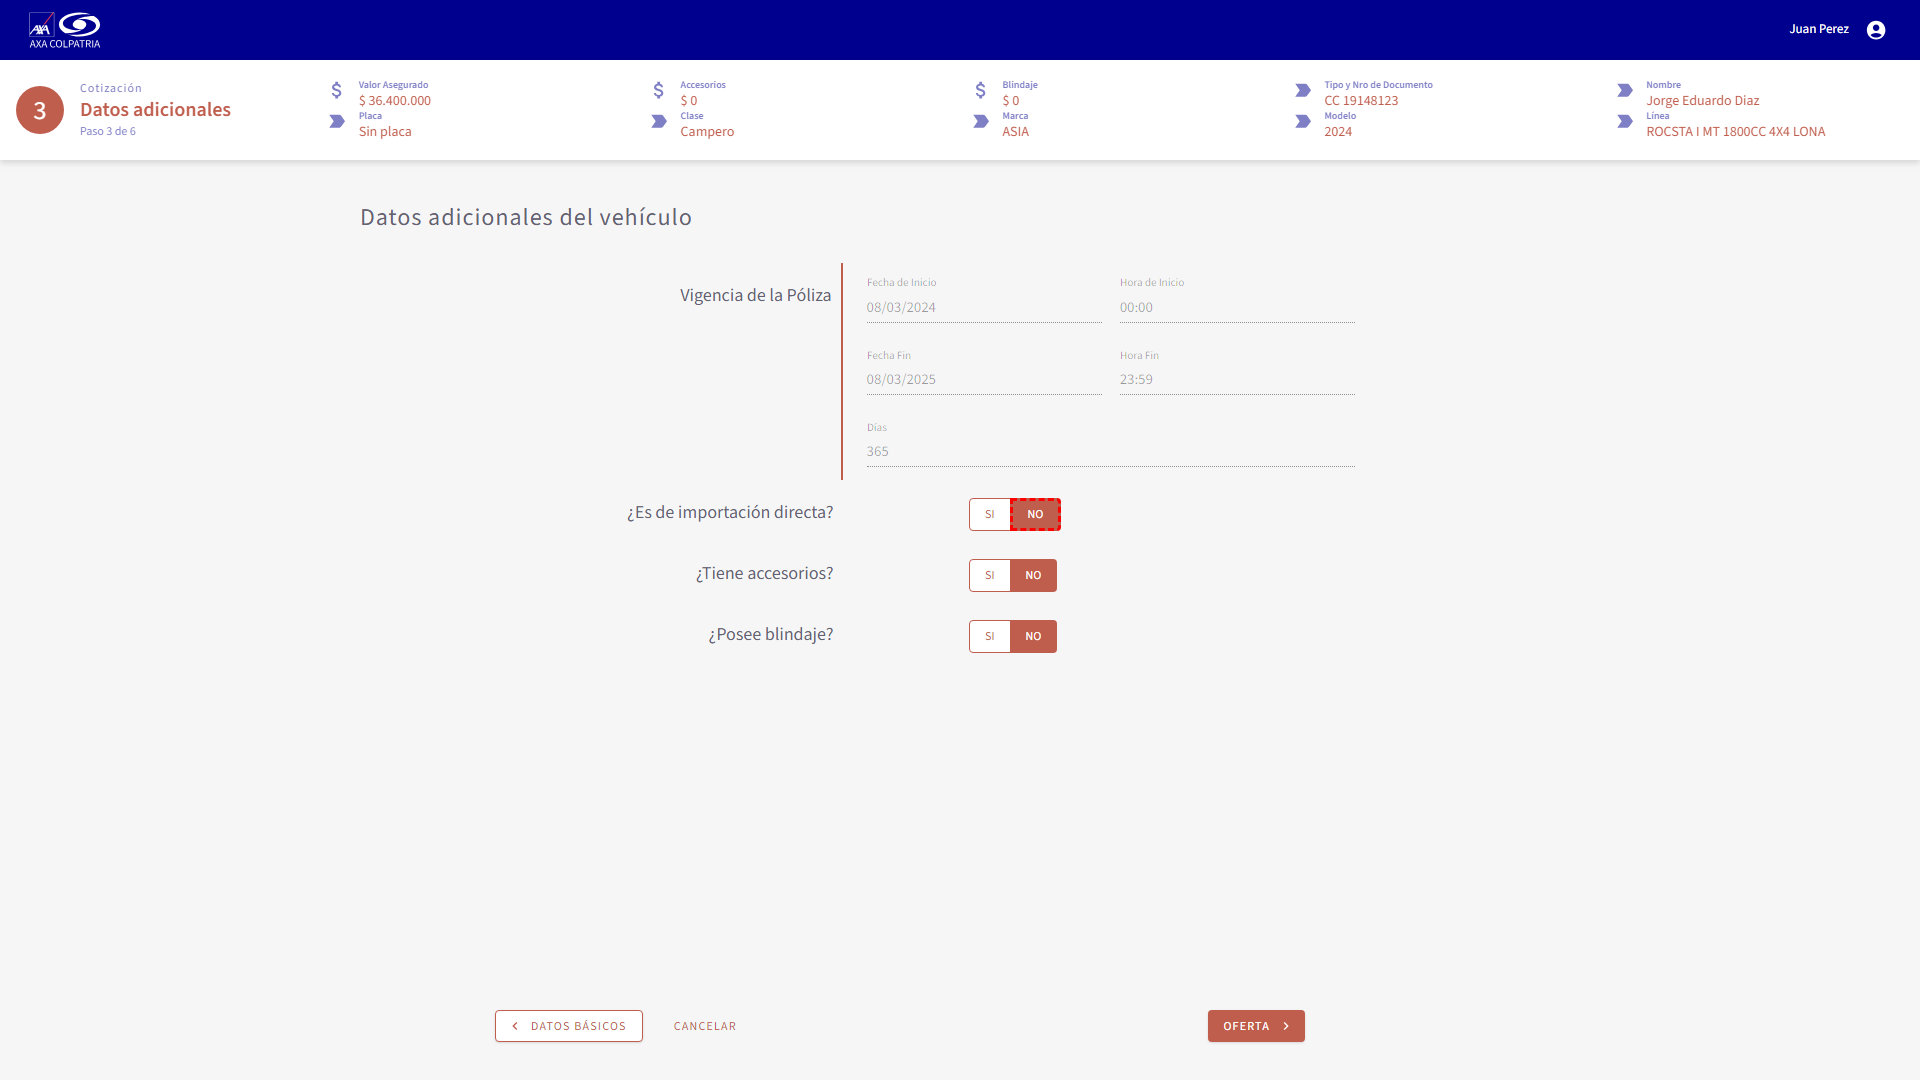 AXA
AXA COLPATRIA
Juan Perez
3
Cotización
Datos adicionales
Paso 3 de 6
Valor Asegurado
$ 36.400.000
Placa
Sin placa
Accesorios
$ 0
Clase
Campero
Blindaje
$ 0
Marca
ASIA
Tipo y Nro de Documento
CC 19148123
Modelo
2024
Nombre
Jorge Eduardo Diaz
Línea
ROCSTA I MT 1800CC 4X4 LONA
Datos adicionales del vehículo
Vigencia de la Póliza
Fecha de Inicio
08/03/2024
Hora de Inicio
00:00
Fecha Fin
08/03/2025
Hora Fin
23:59
Días
365
¿Es de importación directa?
SI NO
¿Tiene accesorios?
SI NO
¿Posee blindaje?
SI NO
DATOS BÁSICOS
CANCELAR
OFERTA